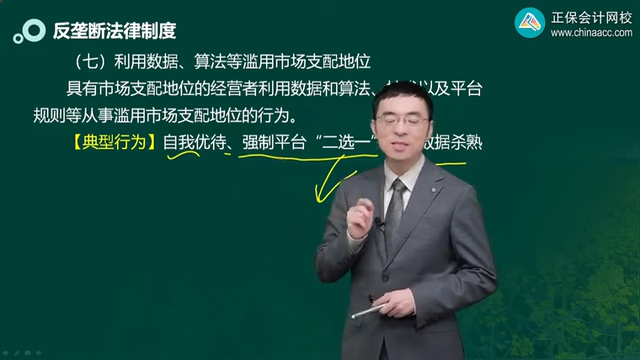 反垄断法律制度
正保会计网校
www.chinaacc.com
（七）利用数据、算法等滥用市场支配地位
具有市场支配地位的经营者利用数据和算法、以及平台
规则等从事滥用市场支配地位的行为。
【典型行为】自我优待、强制平台“二选一”数据杀熟